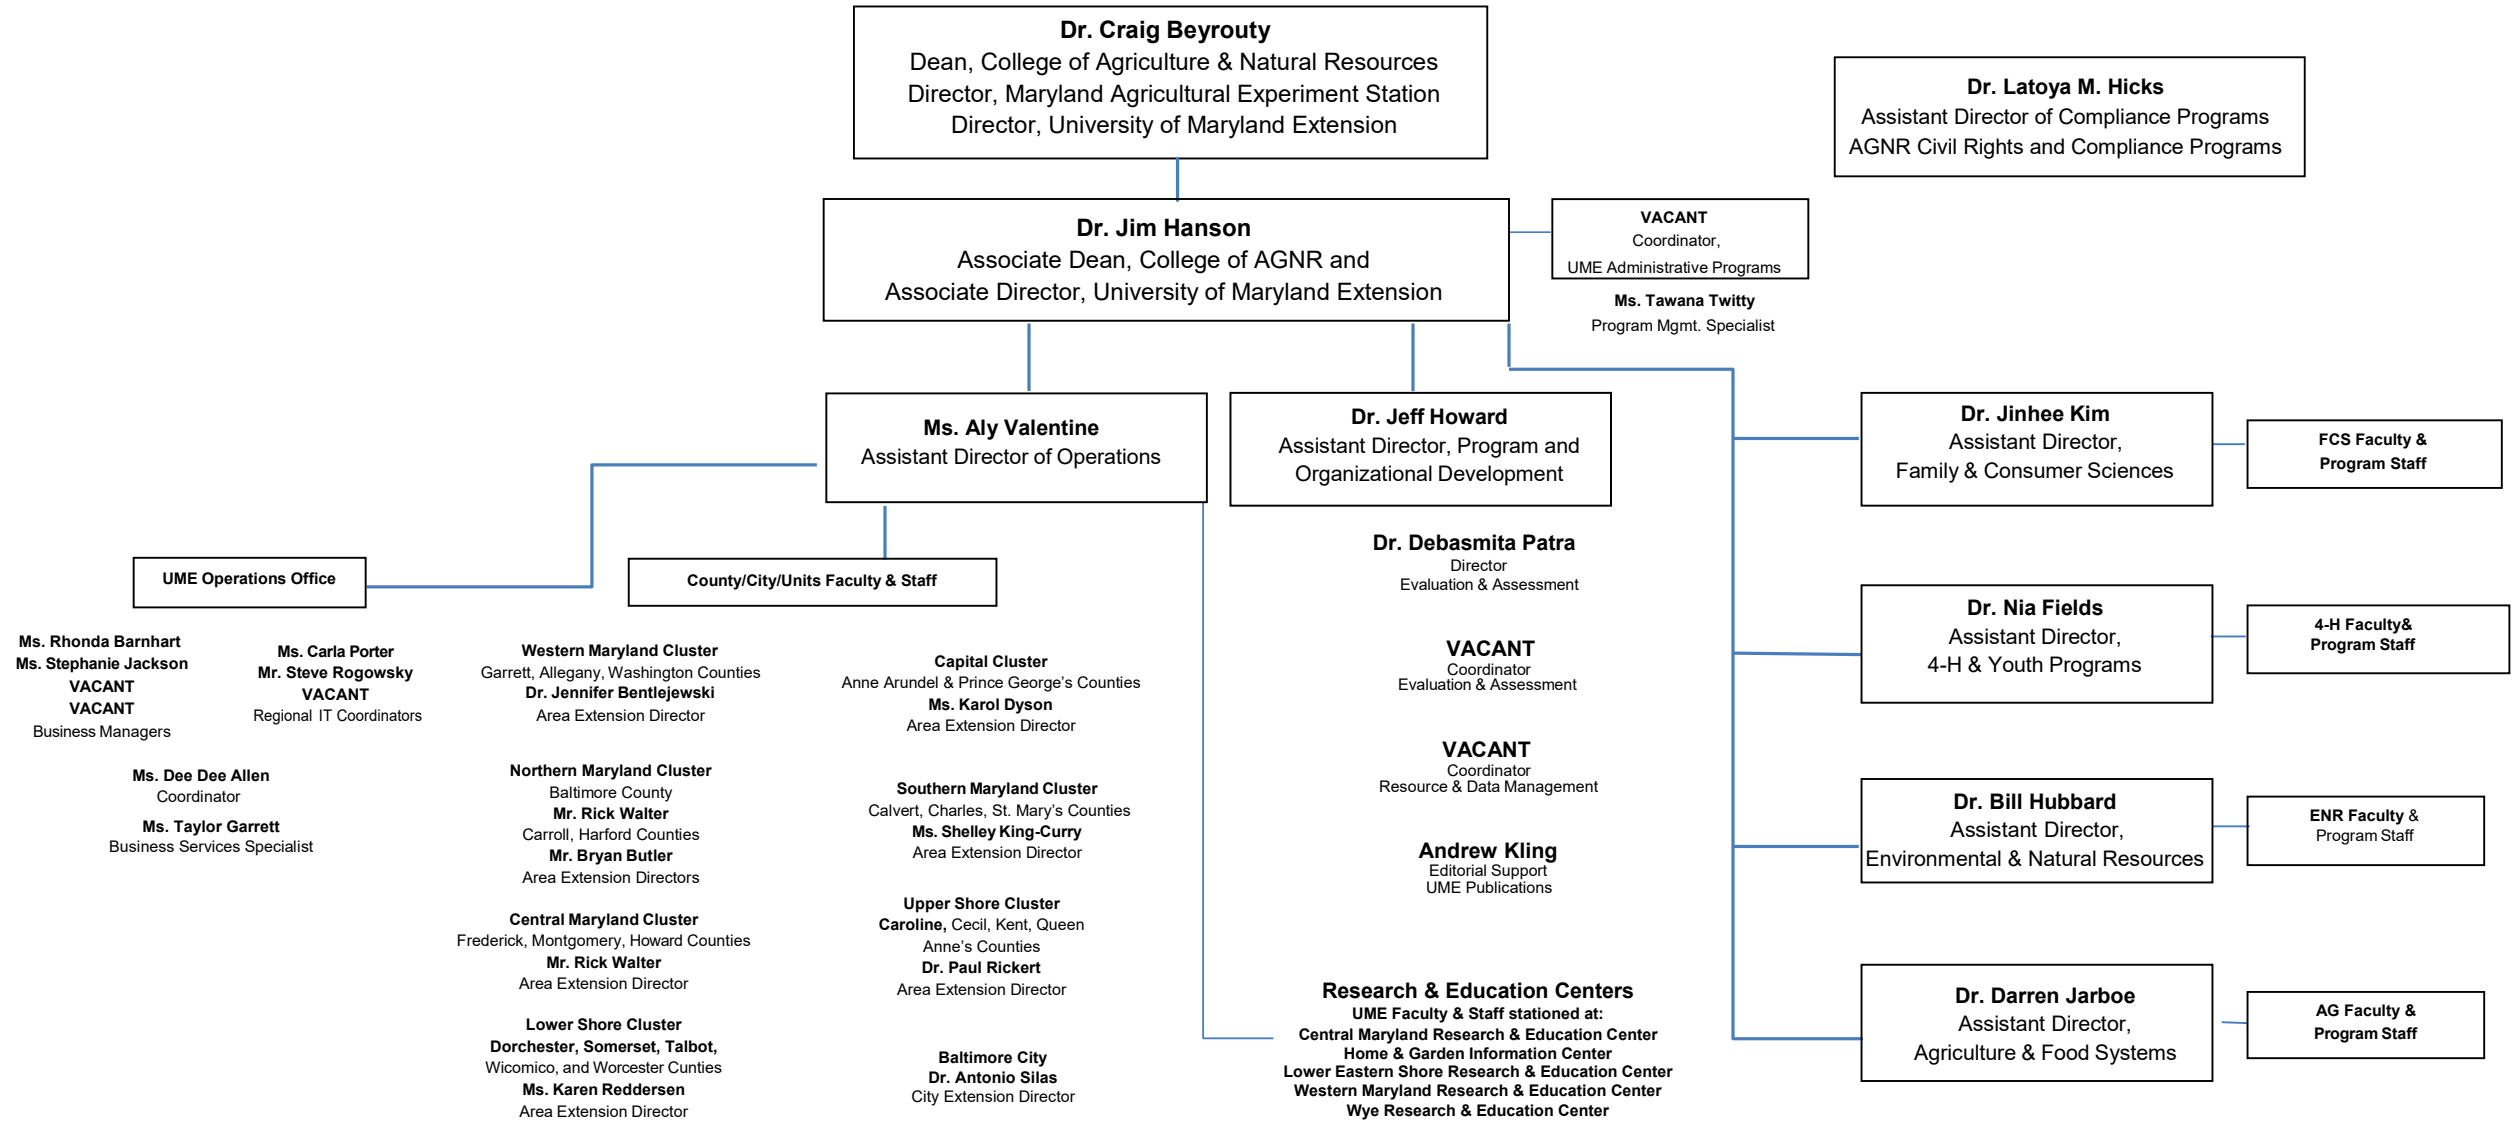 Dr. Craig Beyrouty
Dean, College of Agriculture & Natural Resources
Director, Maryland Agricultural Experiment Station
Director, University of Maryland Extension
Dr. Latoya M. Hicks
Assistant Director of Compliance Programs
AGNR Civil Rights and Compliance Programs
Dr. Jim Hanson
Associate Dean, College of AGNR and
Associate Director, University of Maryland Extension
VACANT
Coordinator,
UME Administrative Programs
Ms. Tawana Twitty
Program Mgmt. Specialist
Ms. Aly Valentine
Assistant Director of Operations
Dr. Jeff Howard
Assistant Director, Program and
Organizational Development
Dr. Jinhee Kim
Assistant Director,
Family & Consumer Sciences
FCS Faculty &
Program Staff
UME Operations Office
County/City/Units Faculty & Staff
Ms. Rhonda Barnhart
Ms. Stephanie Jackson
VACANT
VACANT
Business Managers
Ms. Carla Porter
Mr. Steve Rogowsky
VACANT
Regional IT Coordinators
Ms. Dee Dee Allen
Coordinator
Ms. Taylor Garrett
Business Services Specialist
Western Maryland Cluster
Garrett, Allegany, Washington Counties
Dr. Jennifer Bentlejewski
Area Extension Director
Northern Maryland Cluster
Baltimore County
Mr. Rick Walter
Carroll, Harford Counties
Mr. Bryan Butler
Area Extension Directors
Central Maryland Cluster
Frederick, Montgomery, Howard Counties
Mr. Rick Walter
Area Extension Director
Lower Shore Cluster
Dorchester, Somerset, Talbot,
Wicomico, and Worcester Cunties
Ms. Karen Reddersen
Area Extension Director
Capital Cluster
Anne Arundel & Prince George’s Counties
Ms. Karol Dyson
Area Extension Director
Southern Maryland Cluster
Calvert, Charles, St. Mary’s Counties
Ms. Shelley King-Curry
Area Extension Director
Upper Shore Cluster
Caroline, Cecil, Kent, Queen
Anne’s Counties
Dr. Paul Rickert
Area Extension Director
Baltimore City
Dr. Antonio Silas
City Extension Director
Dr. Debasmita Patra
Director
Evaluation & Assessment
VACANT
Coordinator
Evaluation & Assessment
VACANT
Coordinator
Resource & Data Management
Andrew Kling
Editorial Support
UME Publications
Research & Education Centers
UME Faculty & Staff stationed at:
Central Maryland Research & Education Center
Home & Garden Information Center
Lower Eastern Shore Research & Education Center
Western Maryland Research & Education Center
Wye Research & Education Center
Dr. Nia Fields
Assistant Director,
4-H & Youth Programs
4-H Faculty&
Program Staff
Dr. Bill Hubbard
Assistant Director,
Environmental & Natural Resources
ENR Faculty &
Program Staff
Dr. Darren Jarboe
Assistant Director,
Agriculture & Food Systems
AG Faculty &
Program Staff